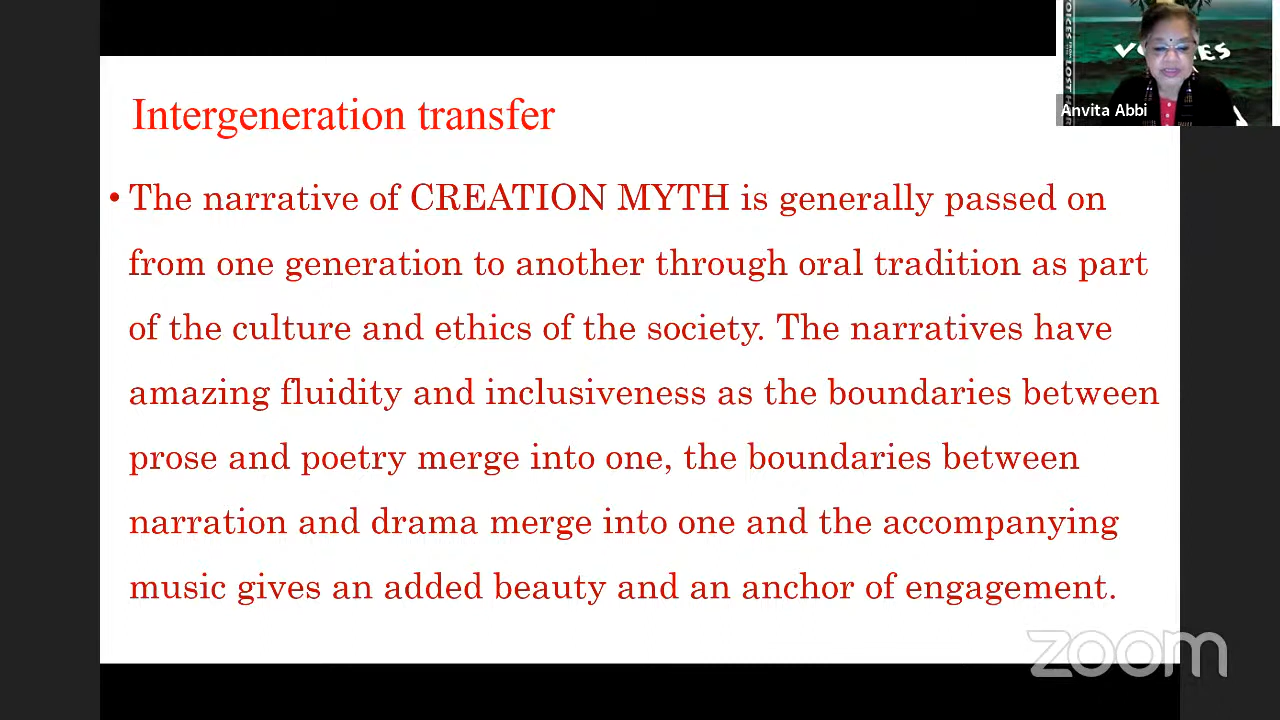 Intergeneration transfer
Anvita Abbi
• The narrative of CREATION MYTH is generally passed on
from one generation to another through oral tradition as part
of the culture and ethics of the society. The narratives have
amazing fluidity and inclusiveness as the boundaries between
prose and poetry merge into one, the boundaries between
narration and drama merge into one and the accompanying
music gives an added beauty and an anchor of engagement.
zoom